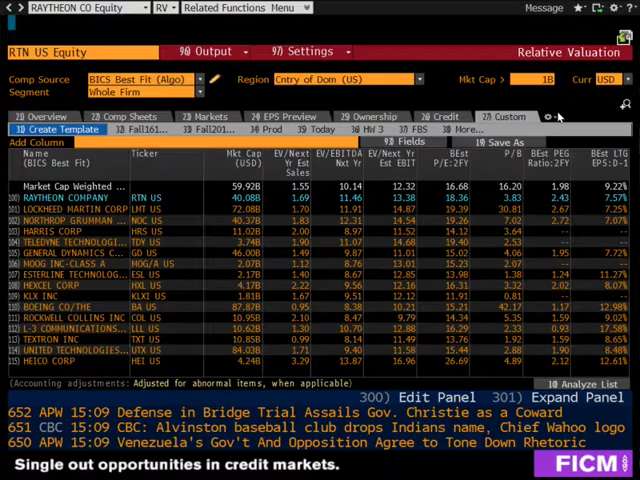 RAYTHEON CO Equity RV Related Functions Menu Message
RTN US Equity 96) Output 97) Settings Relative Valuation
Comp Source BICS Best Fit (Algo) Region Cntry of Dom (US) Mkt Cap > 1B Curr USD
Segment Whole Firm
21) Overview 22) Comp Sheets 23) Markets 24) EPS Preview 25) Ownership 26) Credit 27) Custom
31) Create Template 32) Fall161... 33) Fall201... 34) Prod 35) Today 36) HW 3 37) FBS 38) More...
Add Column 93) Fields 10) Save As
Name (BICS Best Fit) Ticker Mkt Cap (USD) EV/Next Yr Est Sales EV/EBITDA Nxt Yr EV/Next Yr Est EBIT BEst P/E:2FY P/B BEst PEG Ratio:2FY BEst LTG EPS:D-1
Market Cap Weighted ... 59.92B 1.55 10.14 12.32 16.68 16.20 1.98 9.22%
100) RAYTHEON COMPANY RTN US 40.08B 1.69 11.46 13.38 18.36 3.83 2.43 7.57%
101) LOCKHEED MARTIN CORP LMT US 72.08B 1.70 11.91 14.87 19.39 30.81 2.67 7.25%
102) NORTHROP GRUMMAN ... NOC US 40.37B 1.83 12.31 14.54 19.26 7.02 2.72 7.07%
103) HARRIS CORP HRS US 11.02B 2.00 8.97 11.52 14.12 3.64 -- --
104) TELEDYNE TECHNOLOGI... TDY US 3.74B 1.90 11.07 14.68 19.40 2.53 -- --
105) GENERAL DYNAMICS C... GD US 46.00B 1.49 9.87 11.01 15.02 4.06 1.95 7.72%
106) MOOG INC-CLASS A MOG/A US 2.07B 1.12 8.76 13.01 15.23 2.07 -- --
107) ESTERLINE TECHNOLOG... ESL US 2.17B 1.40 8.67 12.85 13.98 1.38 1.24 11.27%
108) HEXCEL CORP HXL US 4.17B 2.22 9.56 12.16 16.32 3.32 2.02 8.07%
109) KLX INC KLXI US 1.81B 1.67 9.51 12.12 11.91 0.81 -- --
110) BOEING CO/THE BA US 87.87B 0.95 8.38 10.21 15.21 42.17 1.17 12.98%
111) ROCKWELL COLLINS INC COL US 10.95B 2.10 8.47 9.79 14.34 5.35 1.59 9.02%
112) L-3 COMMUNICATIONS... LLL US 10.62B 1.30 10.70 12.88 16.29 2.33 0.93 17.58%
113) TEXTRON INC TXT US 10.85B 0.99 8.14 11.39 13.96 1.92 1.59 8.65%
114) UNITED TECHNOLOGIES... UTX US 84.03B 1.71 9.40 11.58 15.44 2.88 1.90 8.48%
115) HEICO CORP HEI US 4.24B 3.29 13.87 16.96 26.69 4.89 2.12 12.61%
(Accounting adjustments: Adjusted for abnormal items, when applicable) 10) Analyze List
300) Edit Panel 301) Expand Panel
652 APW 15:09 Defense in Bridge Trial Assails Gov. Christie as a Coward
651 CBC 15:09 CBC: Alvinston baseball club drops Indians name, Chief Wahoo logo
650 APW 15:09 Venezuela's Gov't And Opposition Agree to Tone Down Rhetoric
Single out opportunities in credit markets. FICM